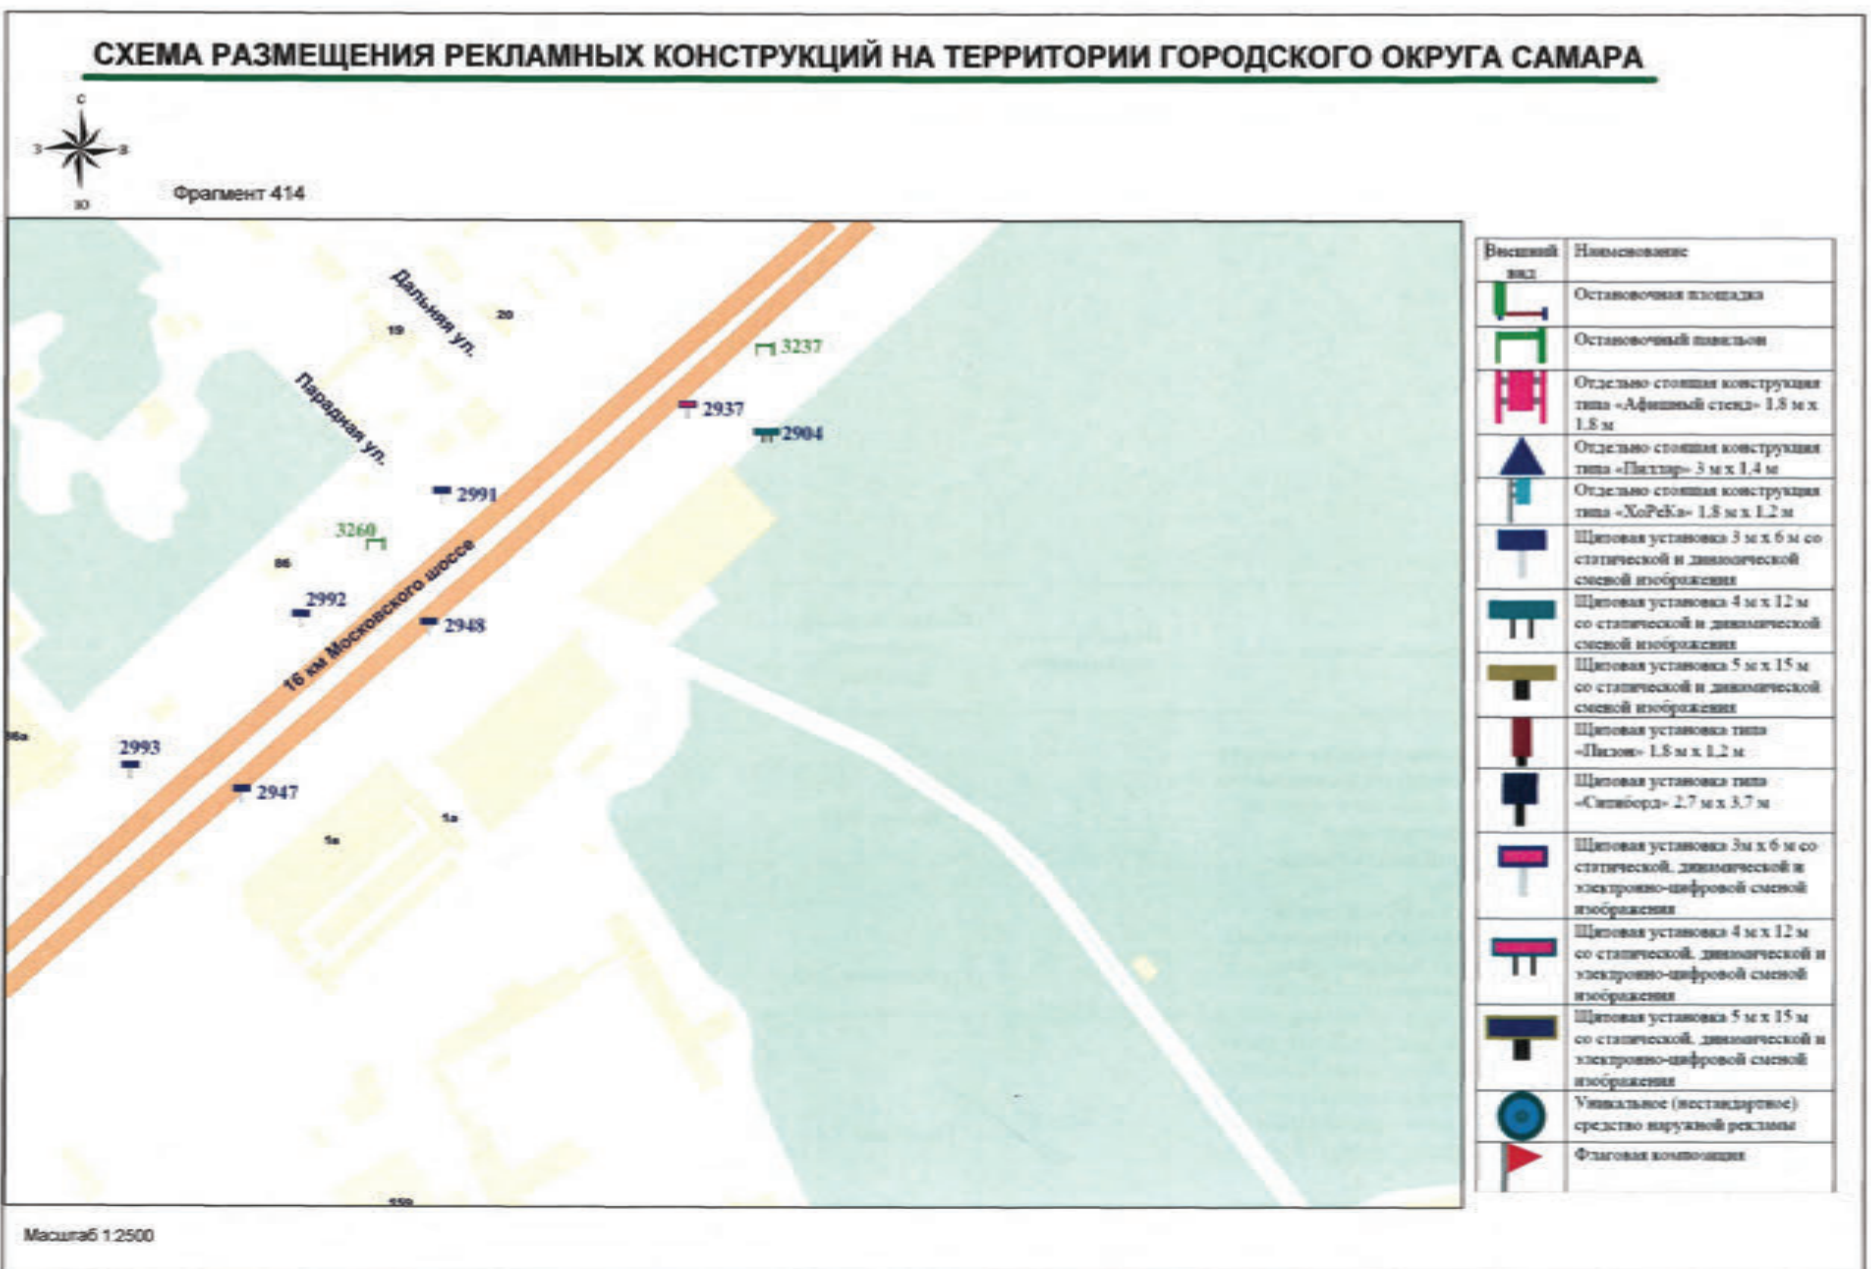 СХЕМА РАЗМЕЩЕНИЯ РЕКЛАМНЫХ КОНСТРУКЦИЙ НА ТЕРРИТОРИИ ГОРОДСКОГО ОКРУГА САМАРА
С
З В
Ю
Фрагмент 414
Дальняя ул.
20
19
3237
Парадная ул.
2937
2904
2991
3260
86
16 км Московского шоссе
2992
2948
2993
2947
1а
Внешний Наименование
вид
Остановочная площадка
Остановочный павильон
Отдельно стоящая конструкция
типа «Афишный стенд» 1.8 м х
1.8 м
Отдельно стоящая конструкция
типа «Пиллар» 3 м х 1,4 м
Отдельно стоящая конструкция
типа «ХоРеКа» 1.8 м х 1,2 м
Щитовая установка 3 м х 6 м со
статической и динамической
сменой изображения
Щитовая установка 4 м х 12 м
со статической и динамической
сменой изображения
Щитовая установка 5 м х 15 м
со статической и динамической
сменой изображения
Щитовая установка типа
«Пилон» 1.8 м х 1,2 м
Щитовая установка типа
«Ситиборд» 2.7 м х 3.7 м
Щитовая установка 3м х 6 м со
статической, динамической и
электронно-цифровой сменой
изображения
Щитовая установка 4 м х 12 м
со статической, динамической и
электронно-цифровой сменой
изображения
Щитовая установка 5 м х 15 м
со статической, динамической и
электронно-цифровой сменой
изображения
Уникальное (нестандартное)
средство наружной рекламы
Флаговая композиция
Масштаб 1:2500